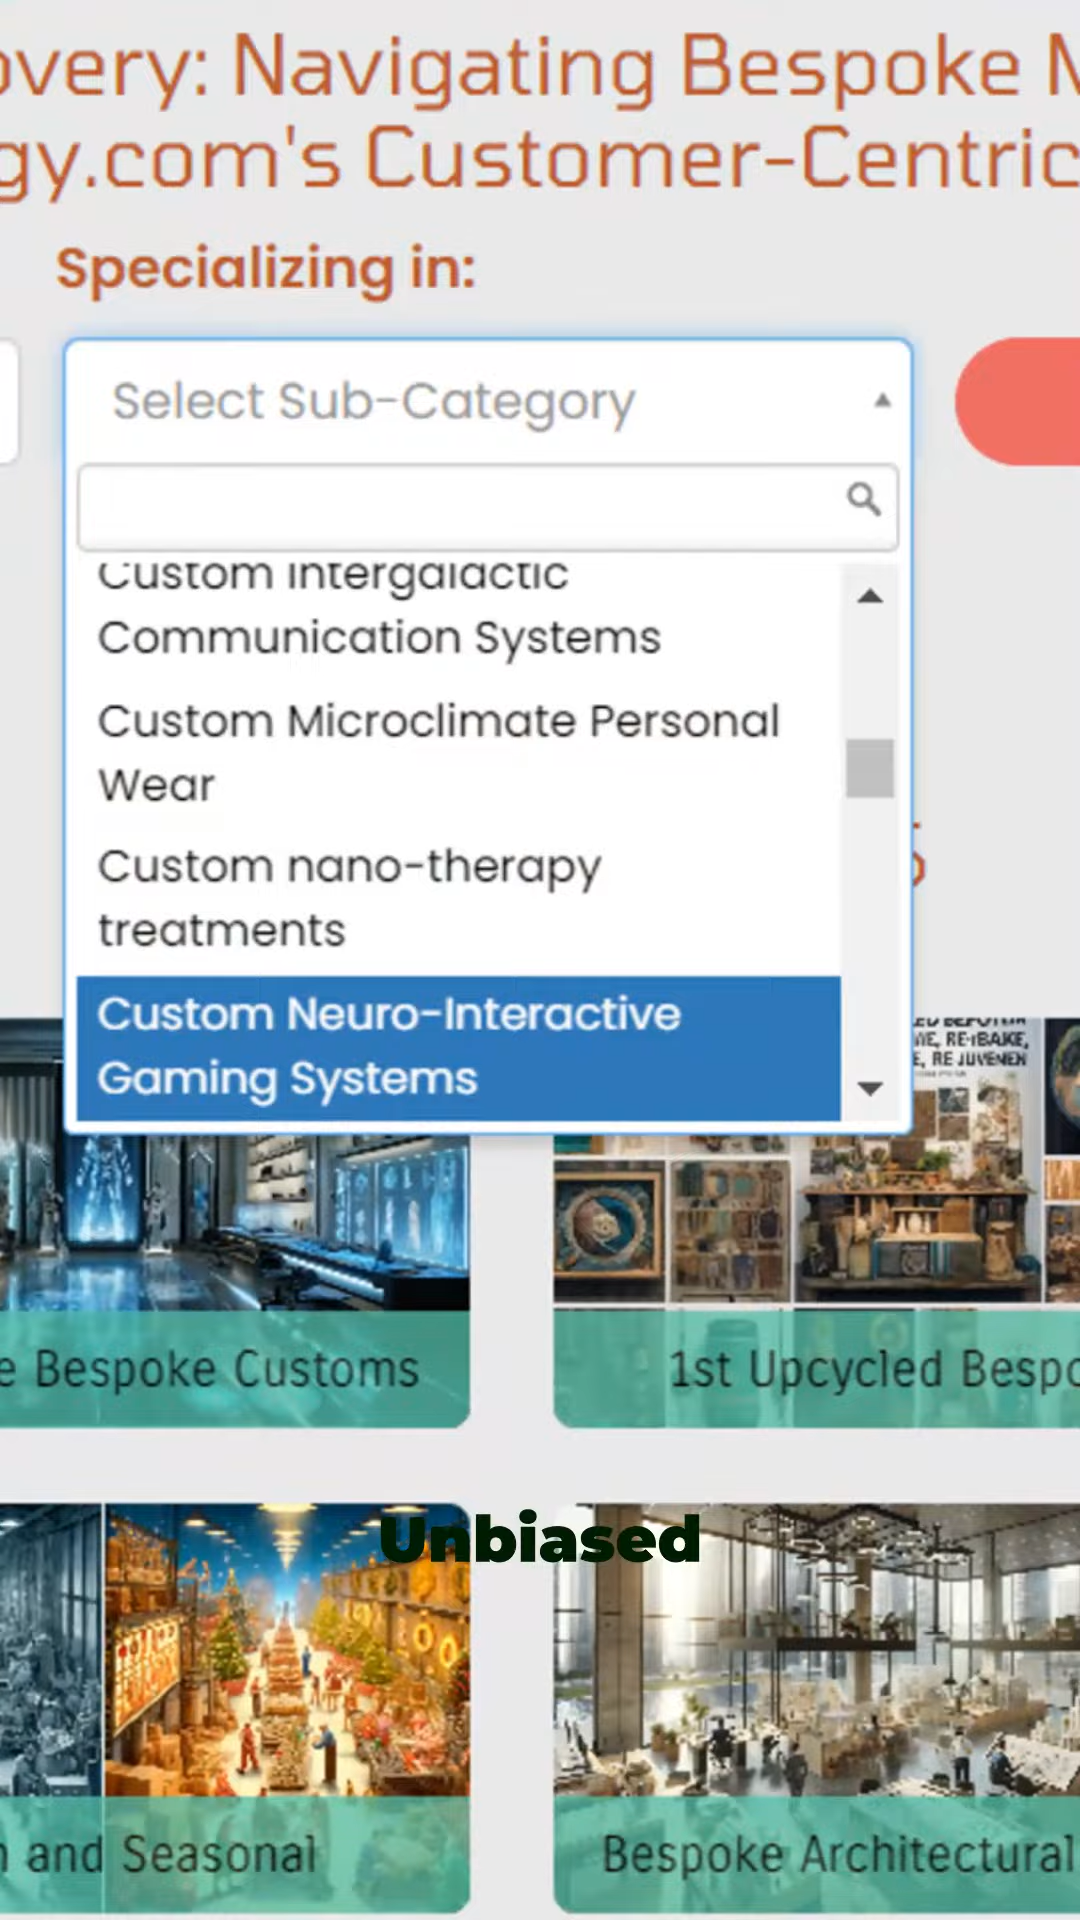 overy: Navigating Bespoke M
gy.com's Customer-Centric
Specializing in:
Select Sub-Category
Custom Intergalactic
Communication Systems
Custom Microclimate Personal
Wear
Custom nano-therapy
treatments
Custom Neuro-Interactive
Gaming Systems
e Bespoke Customs
1st Upcycled Bespo
Unbiased
n and Seasonal
Bespoke Architectural